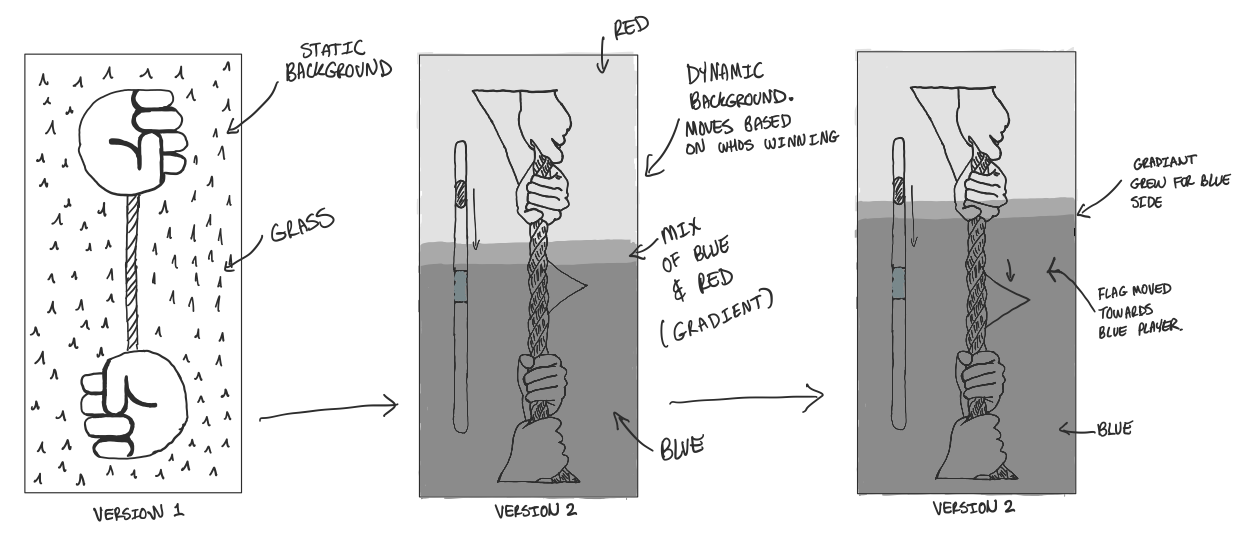 STATIC
BACKGROUND
GRASS
VERSION 1
RED
DYNAMIC
BACKGROUND.
MOVES BASED
ON WHOS WINNING
MIX
OF BLUE
& RED
(GRADIENT)
BLUE
VERSION 2
GRADIANT
GREW FOR BLUE
SIDE
FLAG MOVED
TOWARDS
BLUE PLAYER.
BLUE
VERSION 2